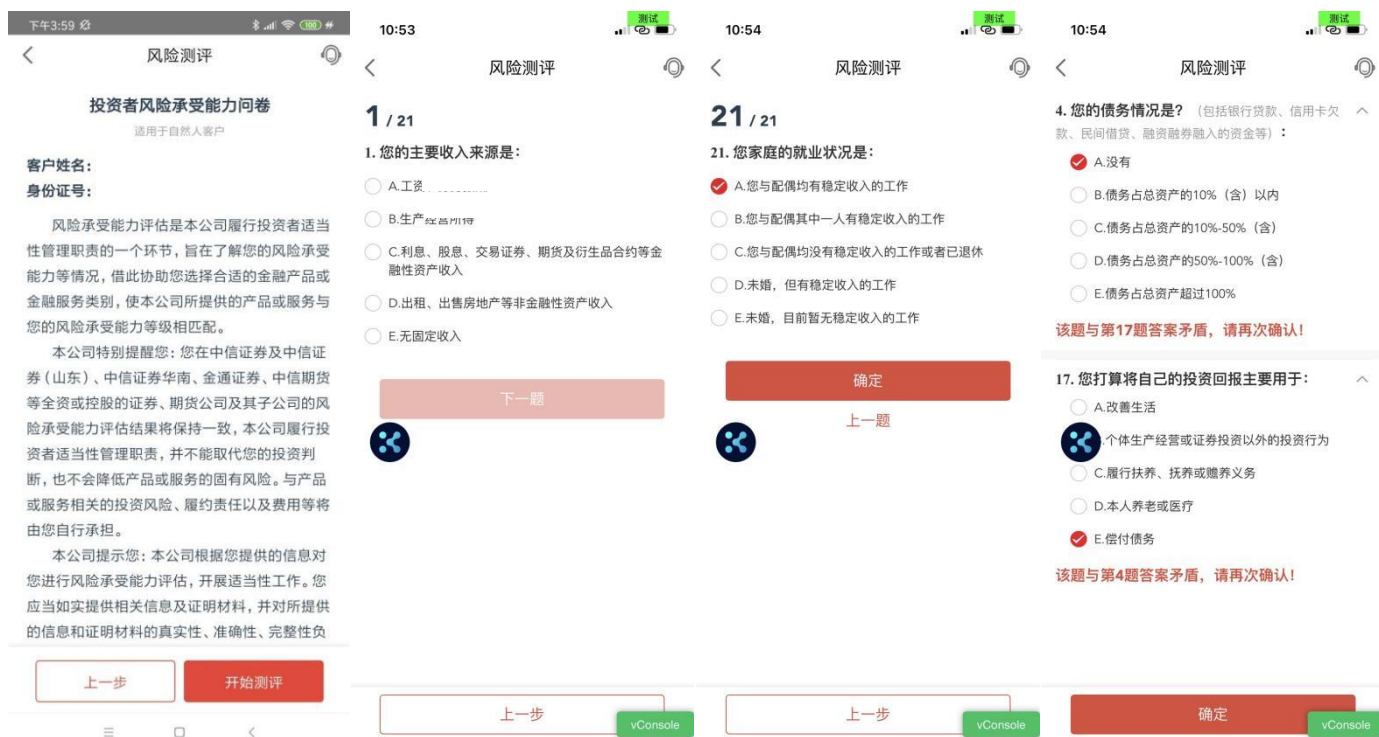 下午3:59
100
风险测评
投资者风险承受能力问卷
适用于自然人客户
客户姓名：
身份证号：
风险承受能力评估是本公司履行投资者适当
性管理职责的一个环节，旨在了解您的风险承受
能力等情况，借此协助您选择合适的金融产品或
金融服务类别，使本公司所提供的产品或服务与
您的风险承受能力等级相匹配。
本公司特别提醒您：您在中信证券及中信证
券（山东）、中信证券华南、金通证券、中信期货
等全资或控股的证券、期货公司及其子公司的风
险承受能力评估结果将保持一致，本公司履行投
资者适当性管理职责，并不能取代您的投资判
断，也不会降低产品或服务的固有风险。与产品
或服务相关的投资风险、履约责任以及费用等将
由您自行承担。
本公司提示您：本公司根据您提供的信息对
您进行风险承受能力评估，开展适当性工作。您
应当如实提供相关信息及证明材料，并对所提供
的信息和证明材料的真实性、准确性、完整性负
上一步
开始测评
10:53
测试
风险测评
1 / 21
1. 您的主要收入来源是：
A.工资
B.生产经营所得
C.利息、股息、交易证券、期货及衍生品合约等金
融性资产收入
D.出租、出售房地产等非金融性资产收入
E.无固定收入
下一题
上一步
vConsole
10:54
测试
风险测评
21 / 21
21. 您家庭的就业状况是：
A.您与配偶均有稳定收入的工作
B.您与配偶其中一人有稳定收入的工作
C.您与配偶均没有稳定收入的工作或者已退休
D.未婚，但有稳定收入的工作
E.未婚，目前暂无稳定收入的工作
确定
上一题
上一步
vConsole
10:54
测试
风险测评
4. 您的债务情况是？（包括银行贷款、信用卡欠
款、民间借贷、融资融券融入的资金等）：
A.没有
B.债务占总资产的10%（含）以内
C.债务占总资产的10%-50%（含）
D.债务占总资产的50%-100%（含）
E.债务占总资产超过100%
该题与第17题答案矛盾，请再次确认！
17. 您打算将自己的投资回报主要用于：
A.改善生活
.个体生产经营或证券投资以外的投资行为
C.履行扶养、抚养或赡养义务
D.本人养老或医疗
E.偿付债务
该题与第4题答案矛盾，请再次确认！
确定
vConsole